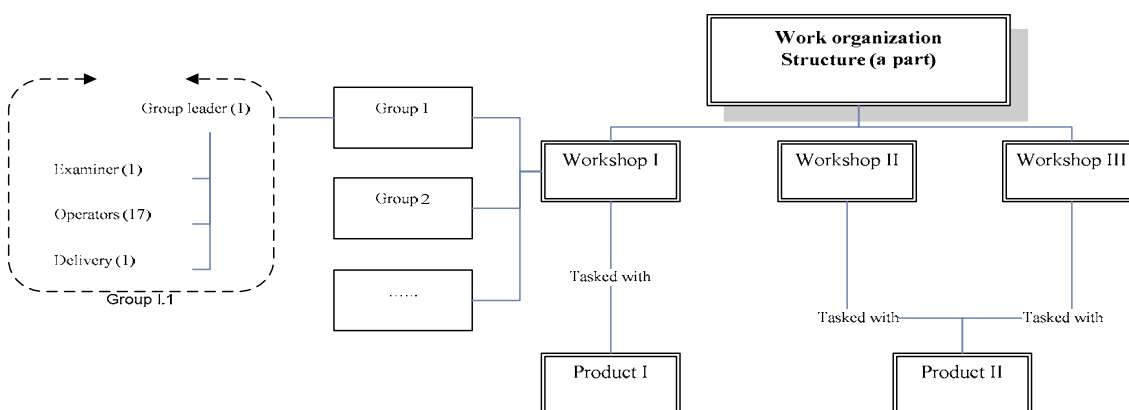 Work organization
Structure (a part)
Group leader (1)
Examiner (1)
Operators (17)
Delivery (1)
Group I.1
Group 1
Group 2
......
Workshop I
Workshop II
Workshop III
Tasked with
Tasked with
Tasked with
Product I
Product II